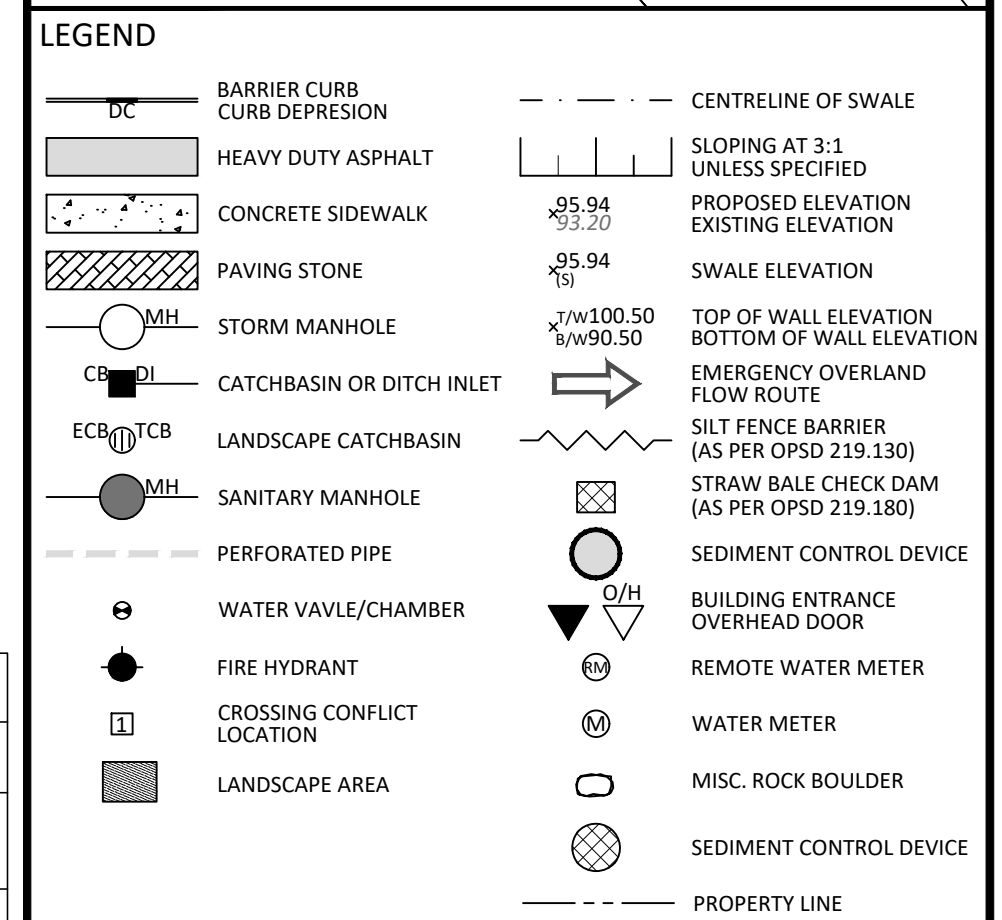 LEGEND
DC
BARRIER CURB
CURB DEPRESION
HEAVY DUTY ASPHALT
CONCRETE SIDEWALK
PAVING STONE
MH
STORM MANHOLE
CB DI
CATCHBASIN OR DITCH INLET
ECB TCB
LANDSCAPE CATCHBASIN
MH
SANITARY MANHOLE
PERFORATED PIPE
WATER VAVLE/CHAMBER
FIRE HYDRANT
1
CROSSING CONFLICT
LOCATION
LANDSCAPE AREA
CENTRELINE OF SWALE
SLOPING AT 3:1
UNLESS SPECIFIED
95.94
93.20
PROPOSED ELEVATION
EXISTING ELEVATION
95.94
(S)
SWALE ELEVATION
T/W100.50
B/W90.50
TOP OF WALL ELEVATION
BOTTOM OF WALL ELEVATION
EMERGENCY OVERLAND
FLOW ROUTE
SILT FENCE BARRIER
(AS PER OPSD 219.130)
STRAW BALE CHECK DAM
(AS PER OPSD 219.180)
SEDIMENT CONTROL DEVICE
O/H
BUILDING ENTRANCE
OVERHEAD DOOR
RM
REMOTE WATER METER
M
WATER METER
MISC. ROCK BOULDER
SEDIMENT CONTROL DEVICE
PROPERTY LINE